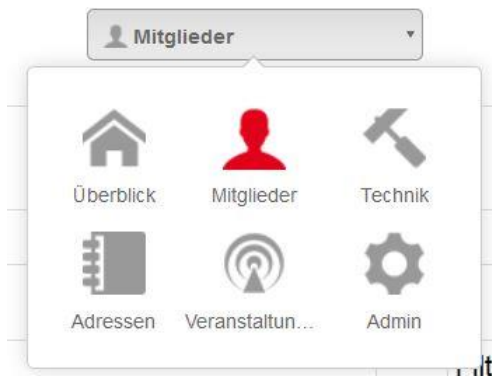 Mitglieder
Überblick Mitglieder Technik
Adressen Veranstaltun... Admin